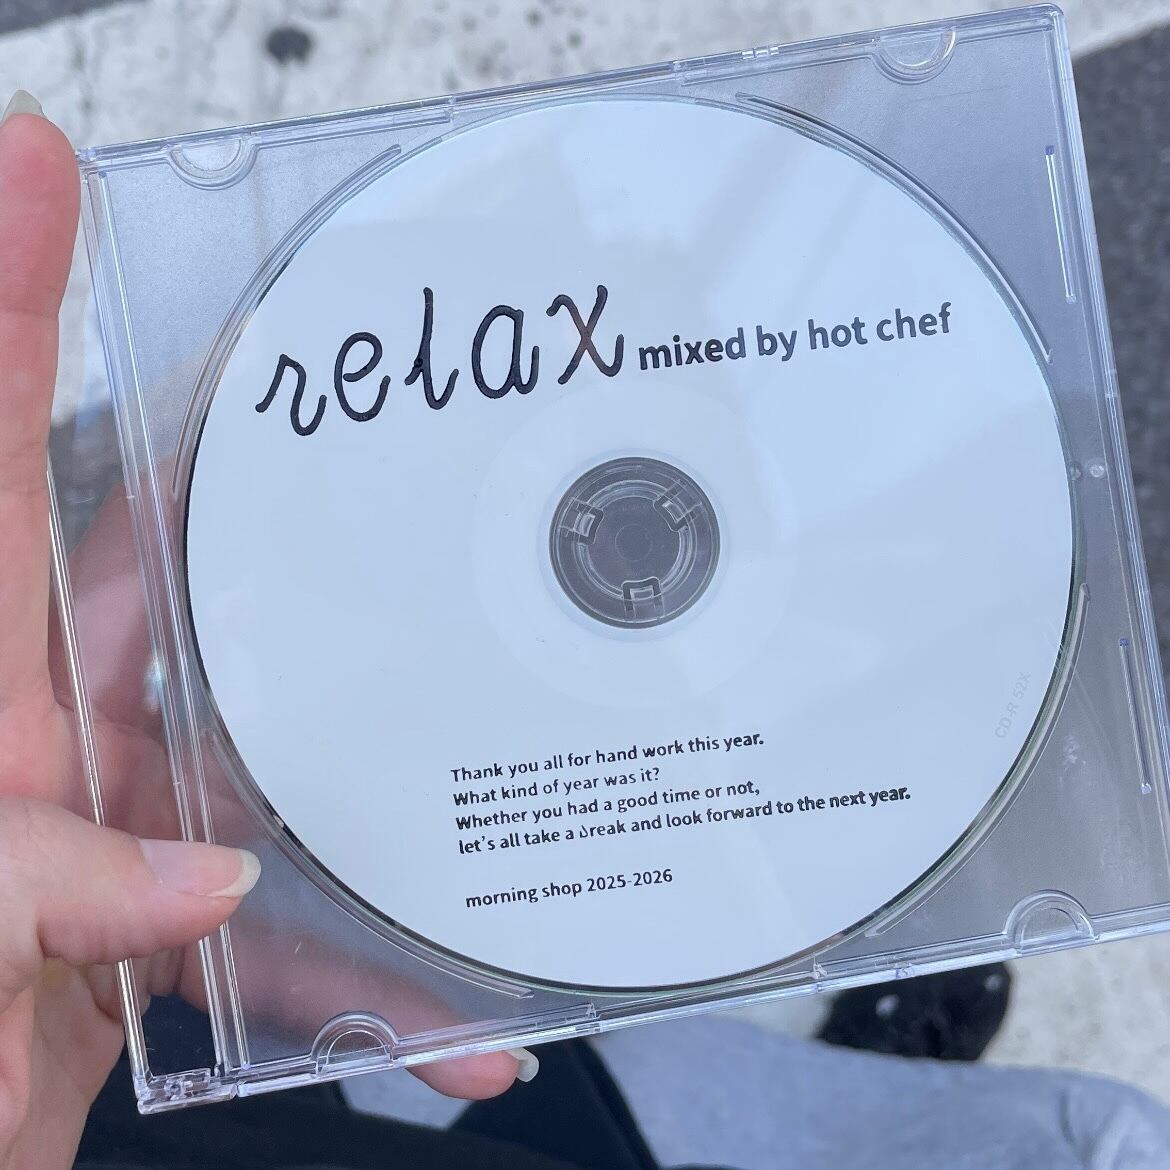 relax mixed by hot chef
CD-R 52X
Thank you all for hand work this year.
What kind of year was it?
Whether you had a good time or not,
let's all take a break and look forward to the next year.
morning shop 2025-2026